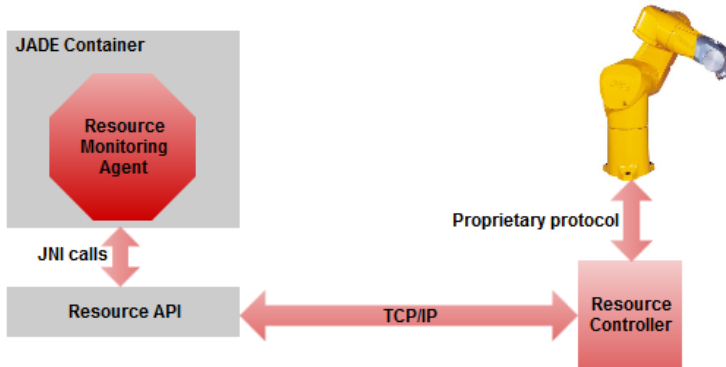 JADE Container
Resource
Monitoring
Agent
Proprietary protocol
JNI calls
Resource API
TCP/IP
Resource
Controller